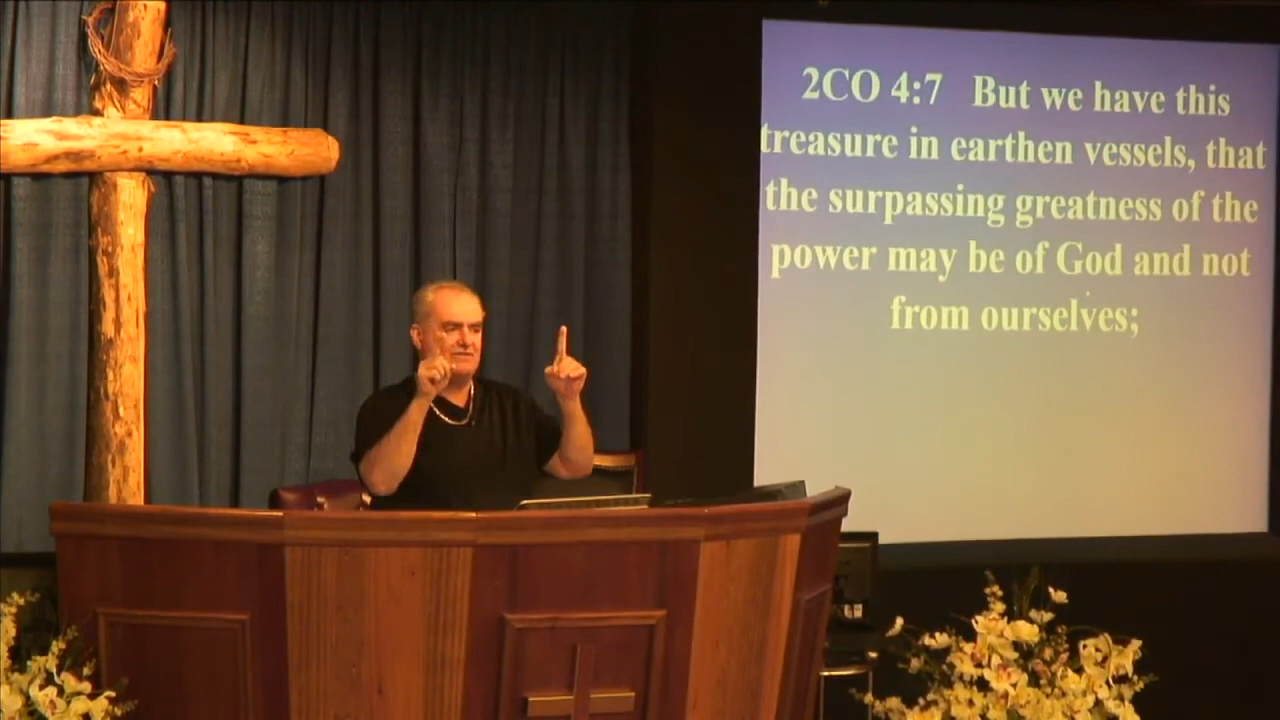 2CO 4:7 But we have this
treasure in earthen vessels, that
the surpassing greatness of the
power may be of God and not
from ourselves;